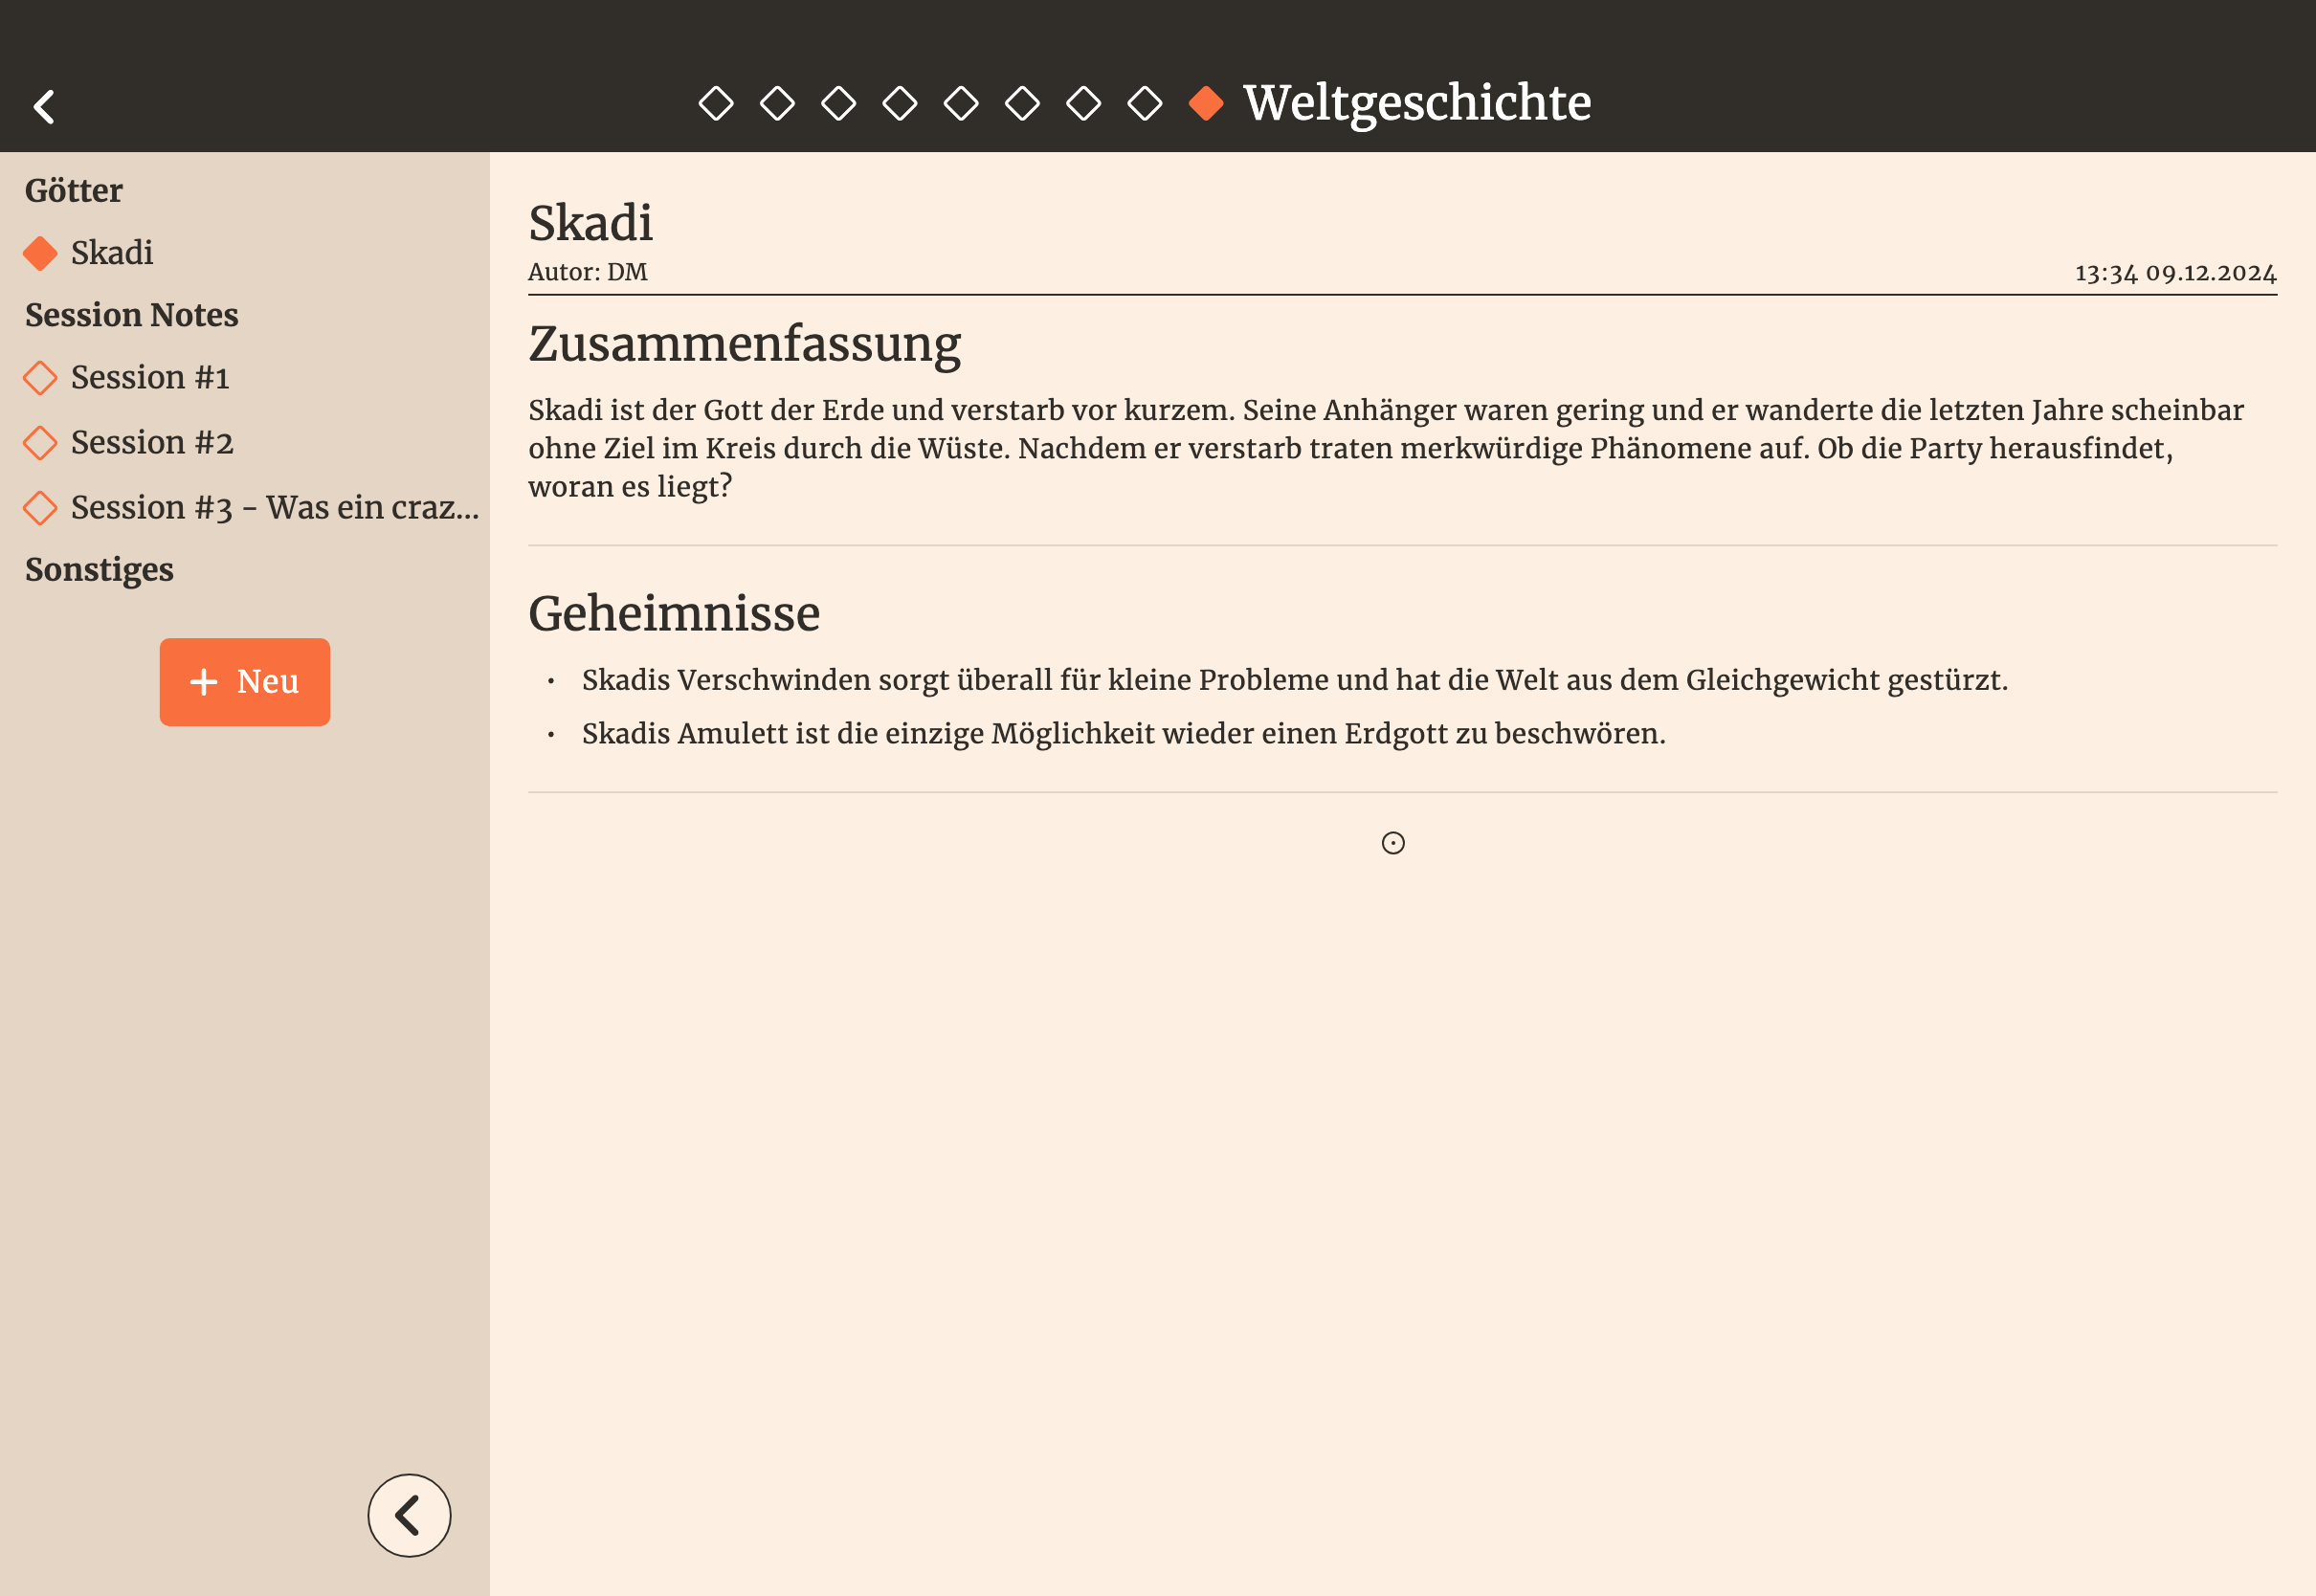 Weltgeschichte
Götter
Skadi
Session Notes
Session #1
Session #2
Session #3 - Was ein craz...
Sonstiges
+ Neu
Skadi
Autor: DM
13:34 09.12.2024
Zusammenfassung
Skadi ist der Gott der Erde und verstarb vor kurzem. Seine Anhänger waren gering und er wanderte die letzten Jahre scheinbar
ohne Ziel im Kreis durch die Wüste. Nachdem er verstarb traten merkwürdige Phänomene auf. Ob die Party herausfindet,
woran es liegt?
Geheimnisse
• Skadis Verschwinden sorgt überall für kleine Probleme und hat die Welt aus dem Gleichgewicht gestürzt.
• Skadis Amulett ist die einzige Möglichkeit wieder einen Erdgott zu beschwören.